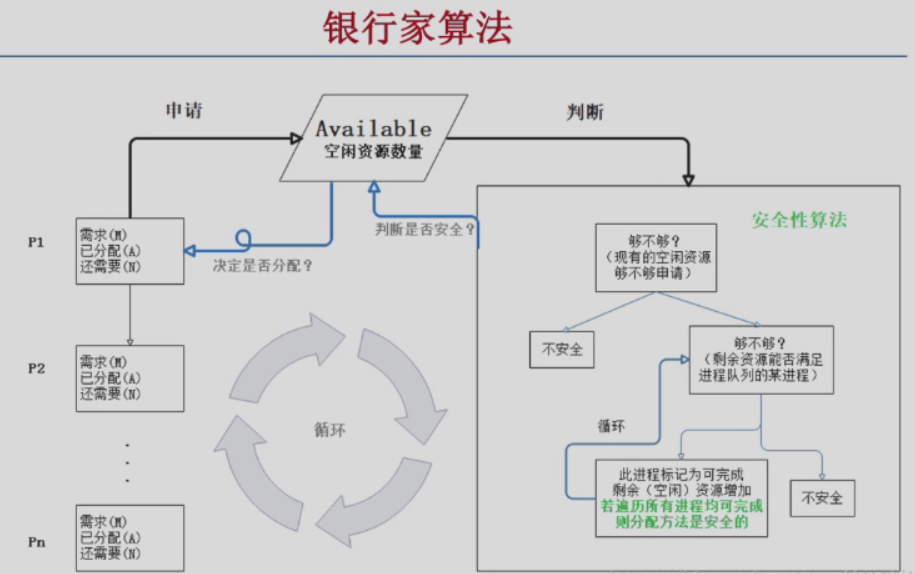 银行家算法
申请
Available
空闲资源数量
判断
P1
需求(M)
已分配(A)
还需要(N)
决定是否分配？
判断是否安全？
安全性算法
够不够？
（现有的空闲资源
够不够申请）
不安全
够不够？
（剩余资源能否满足
进程队列的某进程）
P2
需求(M)
已分配(A)
还需要(N)
循环
循环
此进程标记为可完成
剩余（空闲）资源增加
若遍历所有进程均可完成
则分配方法是安全的
不安全
Pn
需求(M)
已分配(A)
还需要(N)